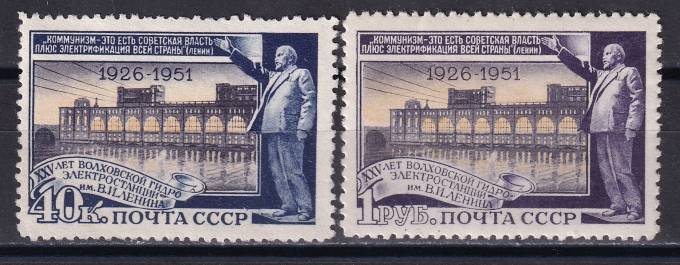 „КОММУНИЗМ-ЭТО ЕСТЬ СОВЕТСКАЯ ВЛАСТЬ
ПЛЮС ЭЛЕКТРИФИКАЦИЯ ВСЕЙ СТРАНЫ" (ЛЕНИН)
1926-1951
XXV ЛЕТ ВОЛХОВСКОЙ ГИДРО
ЭЛЕКТРОСТАНЦИИ
ИМ. В.И. ЛЕНИНА
40К. ПОЧТА СССР
„КОММУНИЗМ-ЭТО ЕСТЬ СОВЕТСКАЯ ВЛАСТЬ
ПЛЮС ЭЛЕКТРИФИКАЦИЯ ВСЕЙ СТРАНЫ" (ЛЕНИН)
1926-1951
XXV ЛЕТ ВОЛХОВСКОЙ ГИДРО
ЭЛЕКТРОСТАНЦИИ
ИМ. В.И. ЛЕНИНА
1РУБ. ПОЧТА СССР